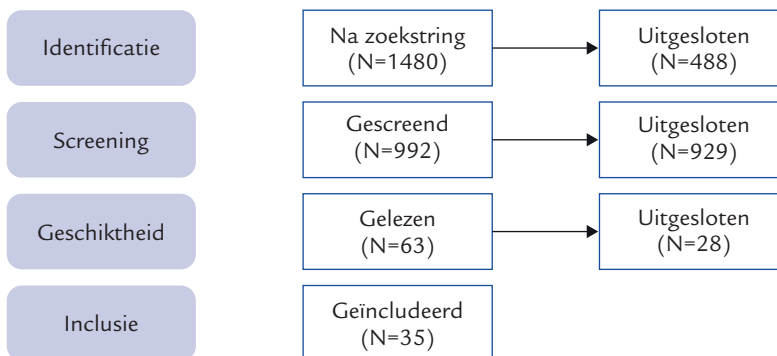 Identificatie
Na zoekstring
(N=1480)
Uitgesloten
(N=488)
Screening
Gescreend
(N=992)
Uitgesloten
(N=929)
Geschiktheid
Gelezen
(N=63)
Uitgesloten
(N=28)
Inclusie
Geïncludeerd
(N=35)